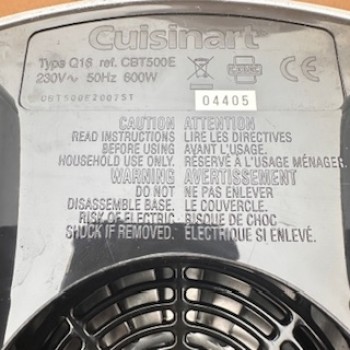 Cuisinart
Type Q16 ref. CBT500E
230V~ 50Hz 600W
04405
CAUTION ATTENTION
READ INSTRUCTIONS LIRE LES DIRECTIVES
BEFORE USING AVANT L'USAGE.
HOUSEHOLD USE ONLY. RÉSERVÉ À L'USAGE MÉNAGER
WARNING AVERTISSEMENT
DO NOT NE PAS ENLEVER
DISASSEMBLE BASE. LE COUVERCLE.
RISK OF ELECTRIC RISQUE DE CHOC
SHOCK IF REMOVED. ÉLECTRIQUE SI ENLEVÉ.